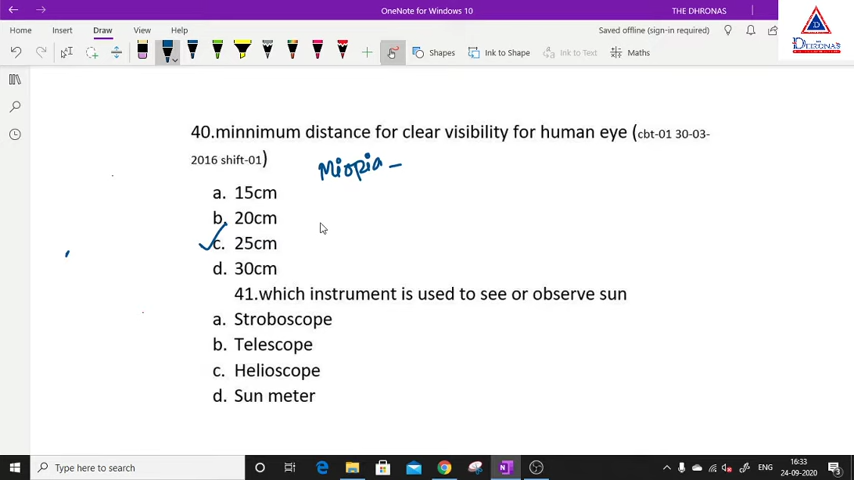 OneNote for Windows 10
THE DHRONAS
Home
Insert
Draw
View
Help
Saved offline (sign-in required)
Shapes
Ink to Shape
Ink to Text
Maths
DHRONA'S
40.minnimum distance for clear visibility for human eye (cbt-01 30-03-
2016 shift-01)
Miopia -
a. 15cm
b. 20cm
c. 25cm
d. 30cm
41.which instrument is used to see or observe sun
a. Stroboscope
b. Telescope
c. Helioscope
d. Sun meter
Type here to search
ENG
16:33
24-09-2020
3